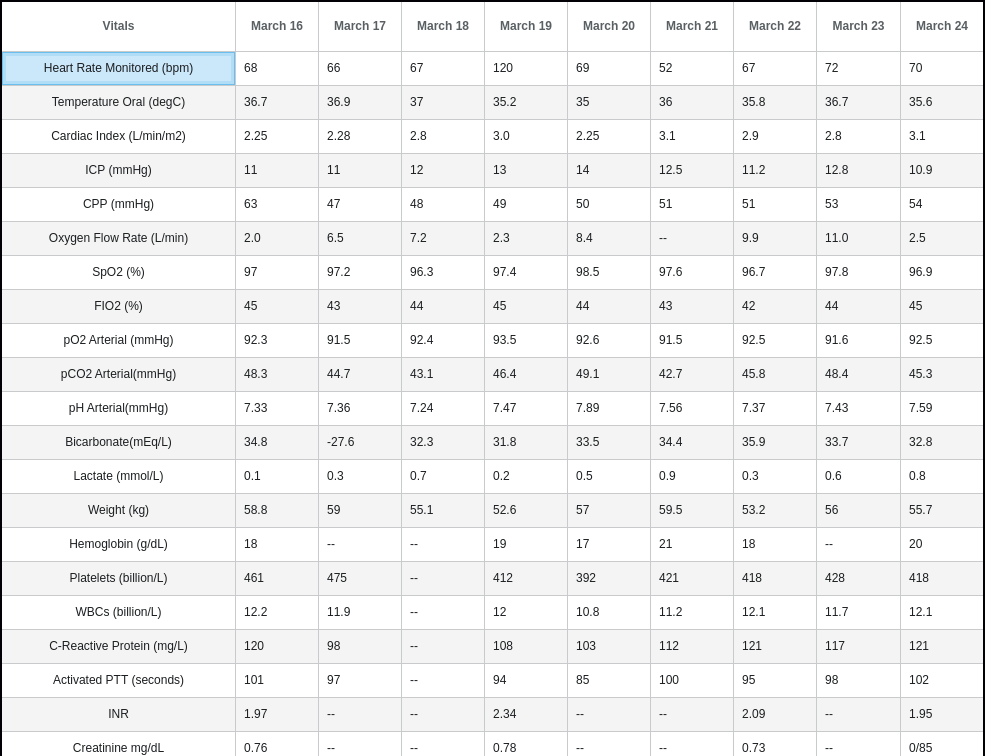 Vitals March 16 March 17 March 18 March 19 March 20 March 21 March 22 March 23 March 24
Heart Rate Monitored (bpm) 68 66 67 120 69 52 67 72 70
Temperature Oral (degC) 36.7 36.9 37 35.2 35 36 35.8 36.7 35.6
Cardiac Index (L/min/m2) 2.25 2.28 2.8 3.0 2.25 3.1 2.9 2.8 3.1
ICP (mmHg) 11 11 12 13 14 12.5 11.2 12.8 10.9
CPP (mmHg) 63 47 48 49 50 51 51 53 54
Oxygen Flow Rate (L/min) 2.0 6.5 7.2 2.3 8.4 -- 9.9 11.0 2.5
SpO2 (%) 97 97.2 96.3 97.4 98.5 97.6 96.7 97.8 96.9
FIO2 (%) 45 43 44 45 44 43 42 44 45
pO2 Arterial (mmHg) 92.3 91.5 92.4 93.5 92.6 91.5 92.5 91.6 92.5
pCO2 Arterial(mmHg) 48.3 44.7 43.1 46.4 49.1 42.7 45.8 48.4 45.3
pH Arterial(mmHg) 7.33 7.36 7.24 7.47 7.89 7.56 7.37 7.43 7.59
Bicarbonate(mEq/L) 34.8 -27.6 32.3 31.8 33.5 34.4 35.9 33.7 32.8
Lactate (mmol/L) 0.1 0.3 0.7 0.2 0.5 0.9 0.3 0.6 0.8
Weight (kg) 58.8 59 55.1 52.6 57 59.5 53.2 56 55.7
Hemoglobin (g/dL) 18 -- -- 19 17 21 18 -- 20
Platelets (billion/L) 461 475 -- 412 392 421 418 428 418
WBCs (billion/L) 12.2 11.9 -- 12 10.8 11.2 12.1 11.7 12.1
C-Reactive Protein (mg/L) 120 98 -- 108 103 112 121 117 121
Activated PTT (seconds) 101 97 -- 94 85 100 95 98 102
INR 1.97 -- -- 2.34 -- -- 2.09 -- 1.95
Creatinine mg/dL 0.76 -- -- 0.78 -- -- 0.73 -- 0/85